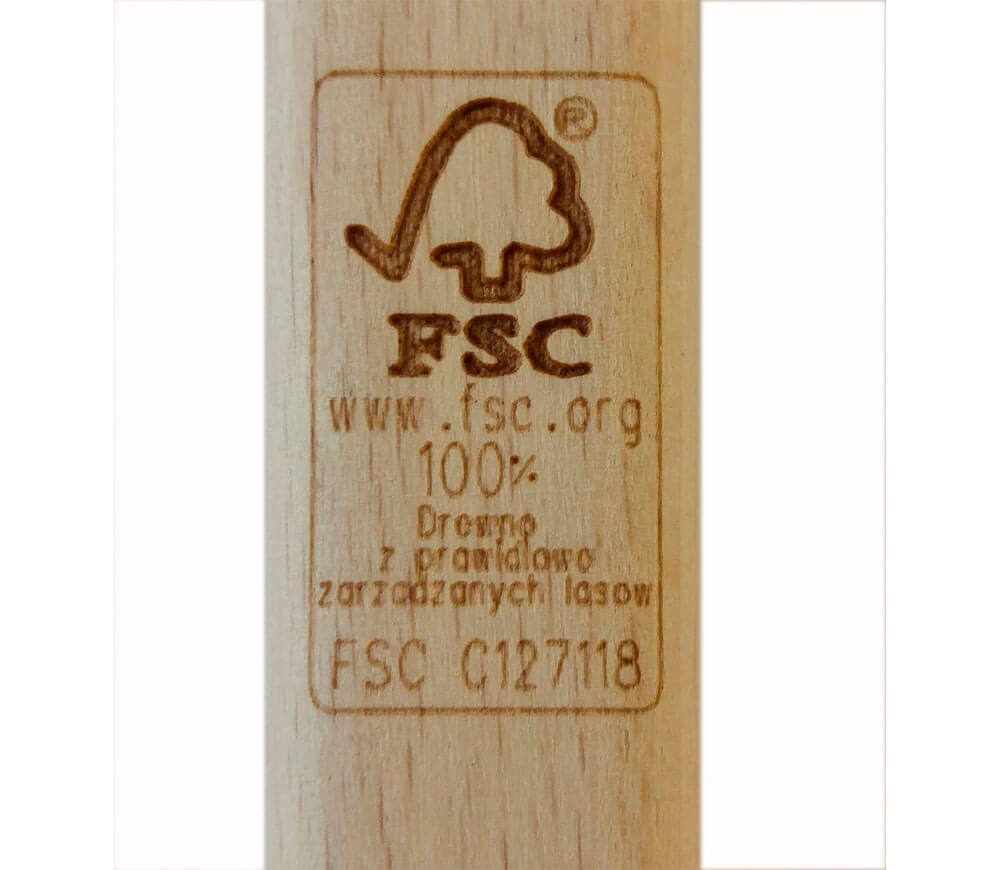 ®
FSC
www.fsc.org
100%
Drewno
z prawidlowo
zarzadzanych lasow
FSC C127118